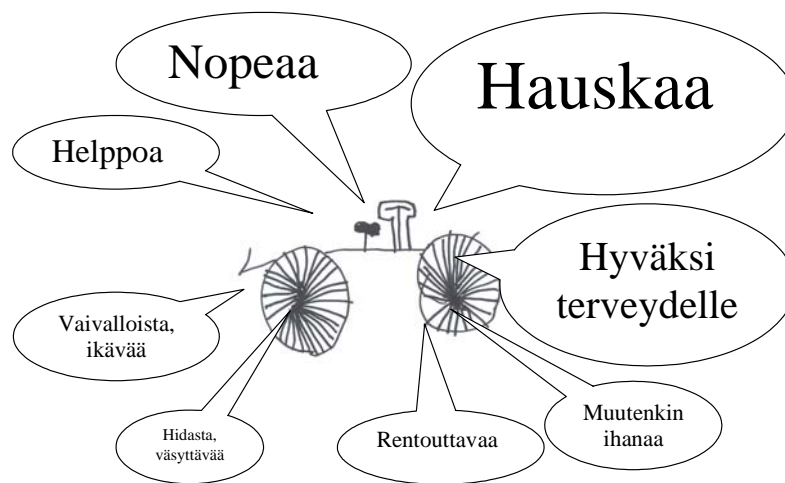 Nopeaa
Hauskaa
Helppoa
Hyväksi
terveydelle
Vaivalloista,
ikävää
Hidasta,
väsyttävää
Rentouttavaa
Muutenkin
ihanaa